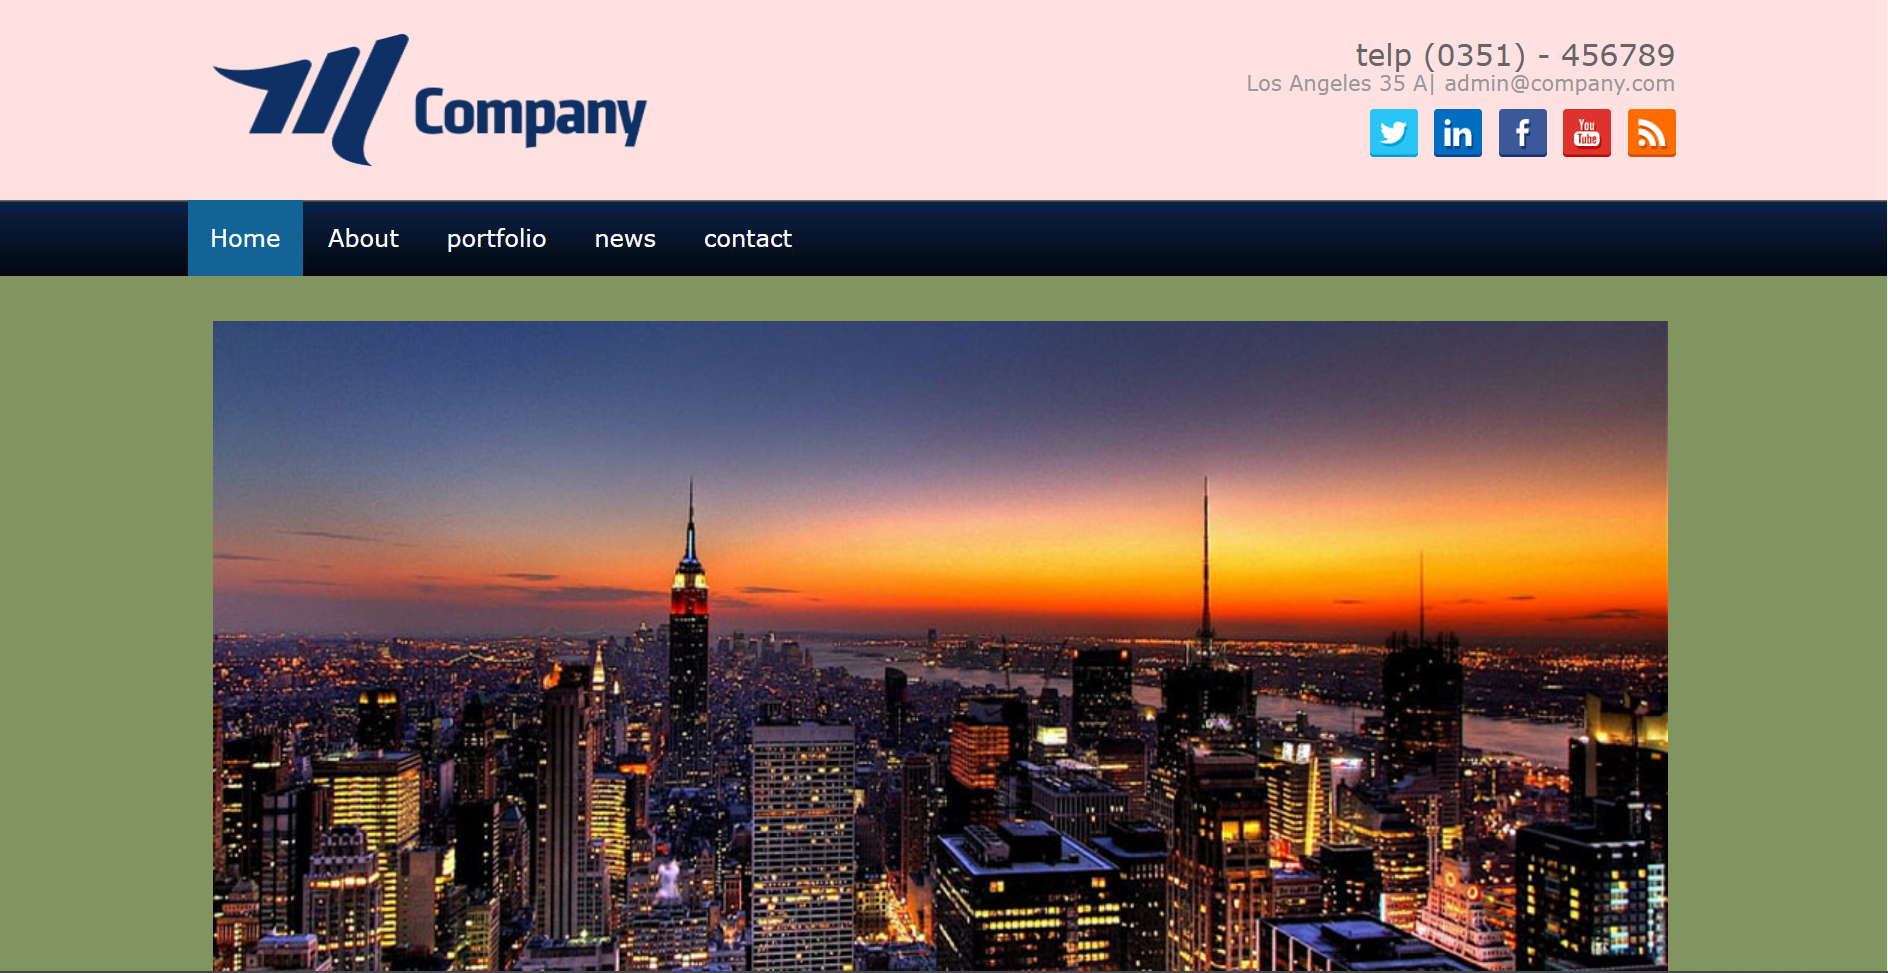 Company
telp (0351) - 456789
Los Angeles 35 A| admin@company.com
in f You Tube
Home About portfolio news contact